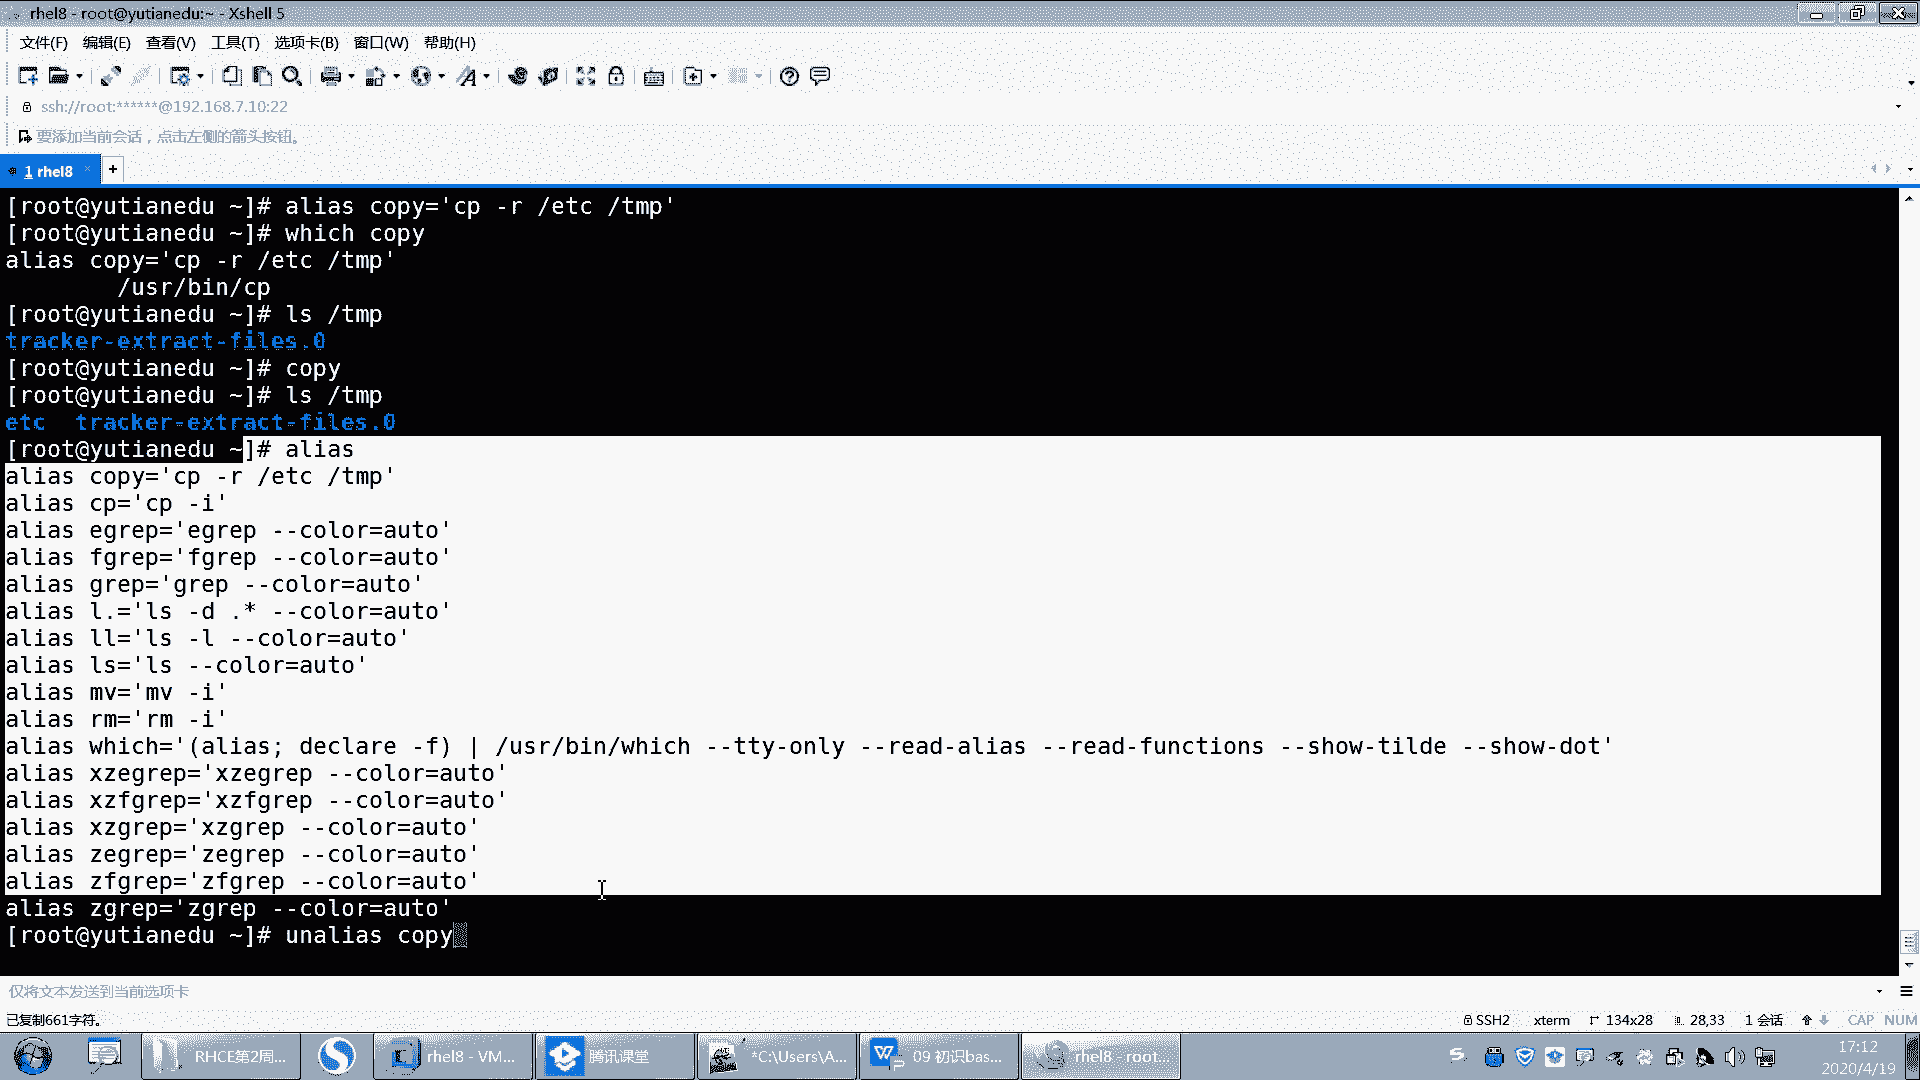 rhel8 - root@yutianedu:~ - Xshell 5
文件(F) 编辑(E) 查看(V) 工具(T) 选项卡(B) 窗口(W) 帮助(H)
ssh://root:******@192.168.7.10:22
要添加当前会话，点击左侧的箭头按钮。
1 rhel8 × +
[root@yutianedu ~]# alias copy='cp -r /etc /tmp'
[root@yutianedu ~]# which copy
alias copy='cp -r /etc /tmp'
/usr/bin/cp
[root@yutianedu ~]# ls /tmp
tracker-extract-files.0
[root@yutianedu ~]# copy
[root@yutianedu ~]# ls /tmp
etc tracker-extract-files.0
[root@yutianedu ~]# alias
alias copy='cp -r /etc /tmp'
alias cp='cp -i'
alias egrep='egrep --color=auto'
alias fgrep='fgrep --color=auto'
alias grep='grep --color=auto'
alias l.='ls -d .* --color=auto'
alias ll='ls -l --color=auto'
alias ls='ls --color=auto'
alias mv='mv -i'
alias rm='rm -i'
alias which='(alias; declare -f) | /usr/bin/which --tty-only --read-alias --read-functions --show-tilde --show-dot'
alias xzegrep='xzegrep --color=auto'
alias xzfgrep='xzfgrep --color=auto'
alias xzgrep='xzgrep --color=auto'
alias zegrep='zegrep --color=auto'
alias zfgrep='zfgrep --color=auto'
alias zgrep='zgrep --color=auto'
[root@yutianedu ~]# unalias copy
仅将文本发送到当前选项卡
已复制661字符。 SSH2 xterm 134x28 28,33 1 会话 CAP NUM
RHCE第2周... rhel8 - VM... 腾讯课堂 *C:\Users\A... 09 初识bas... rhel8 - root... 17:12
2020/4/19